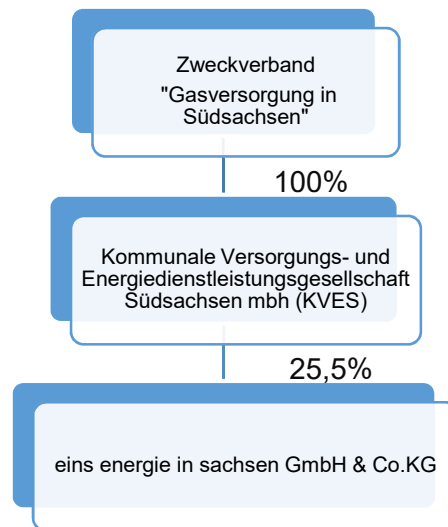 Zweckverband
"Gasversorgung in
Südsachsen"
100%
Kommunale Versorgungs- und
Energiedienstleistungsgesellschaft
Südsachsen mbh (KVES)
25,5%
eins energie in sachsen GmbH & Co.KG